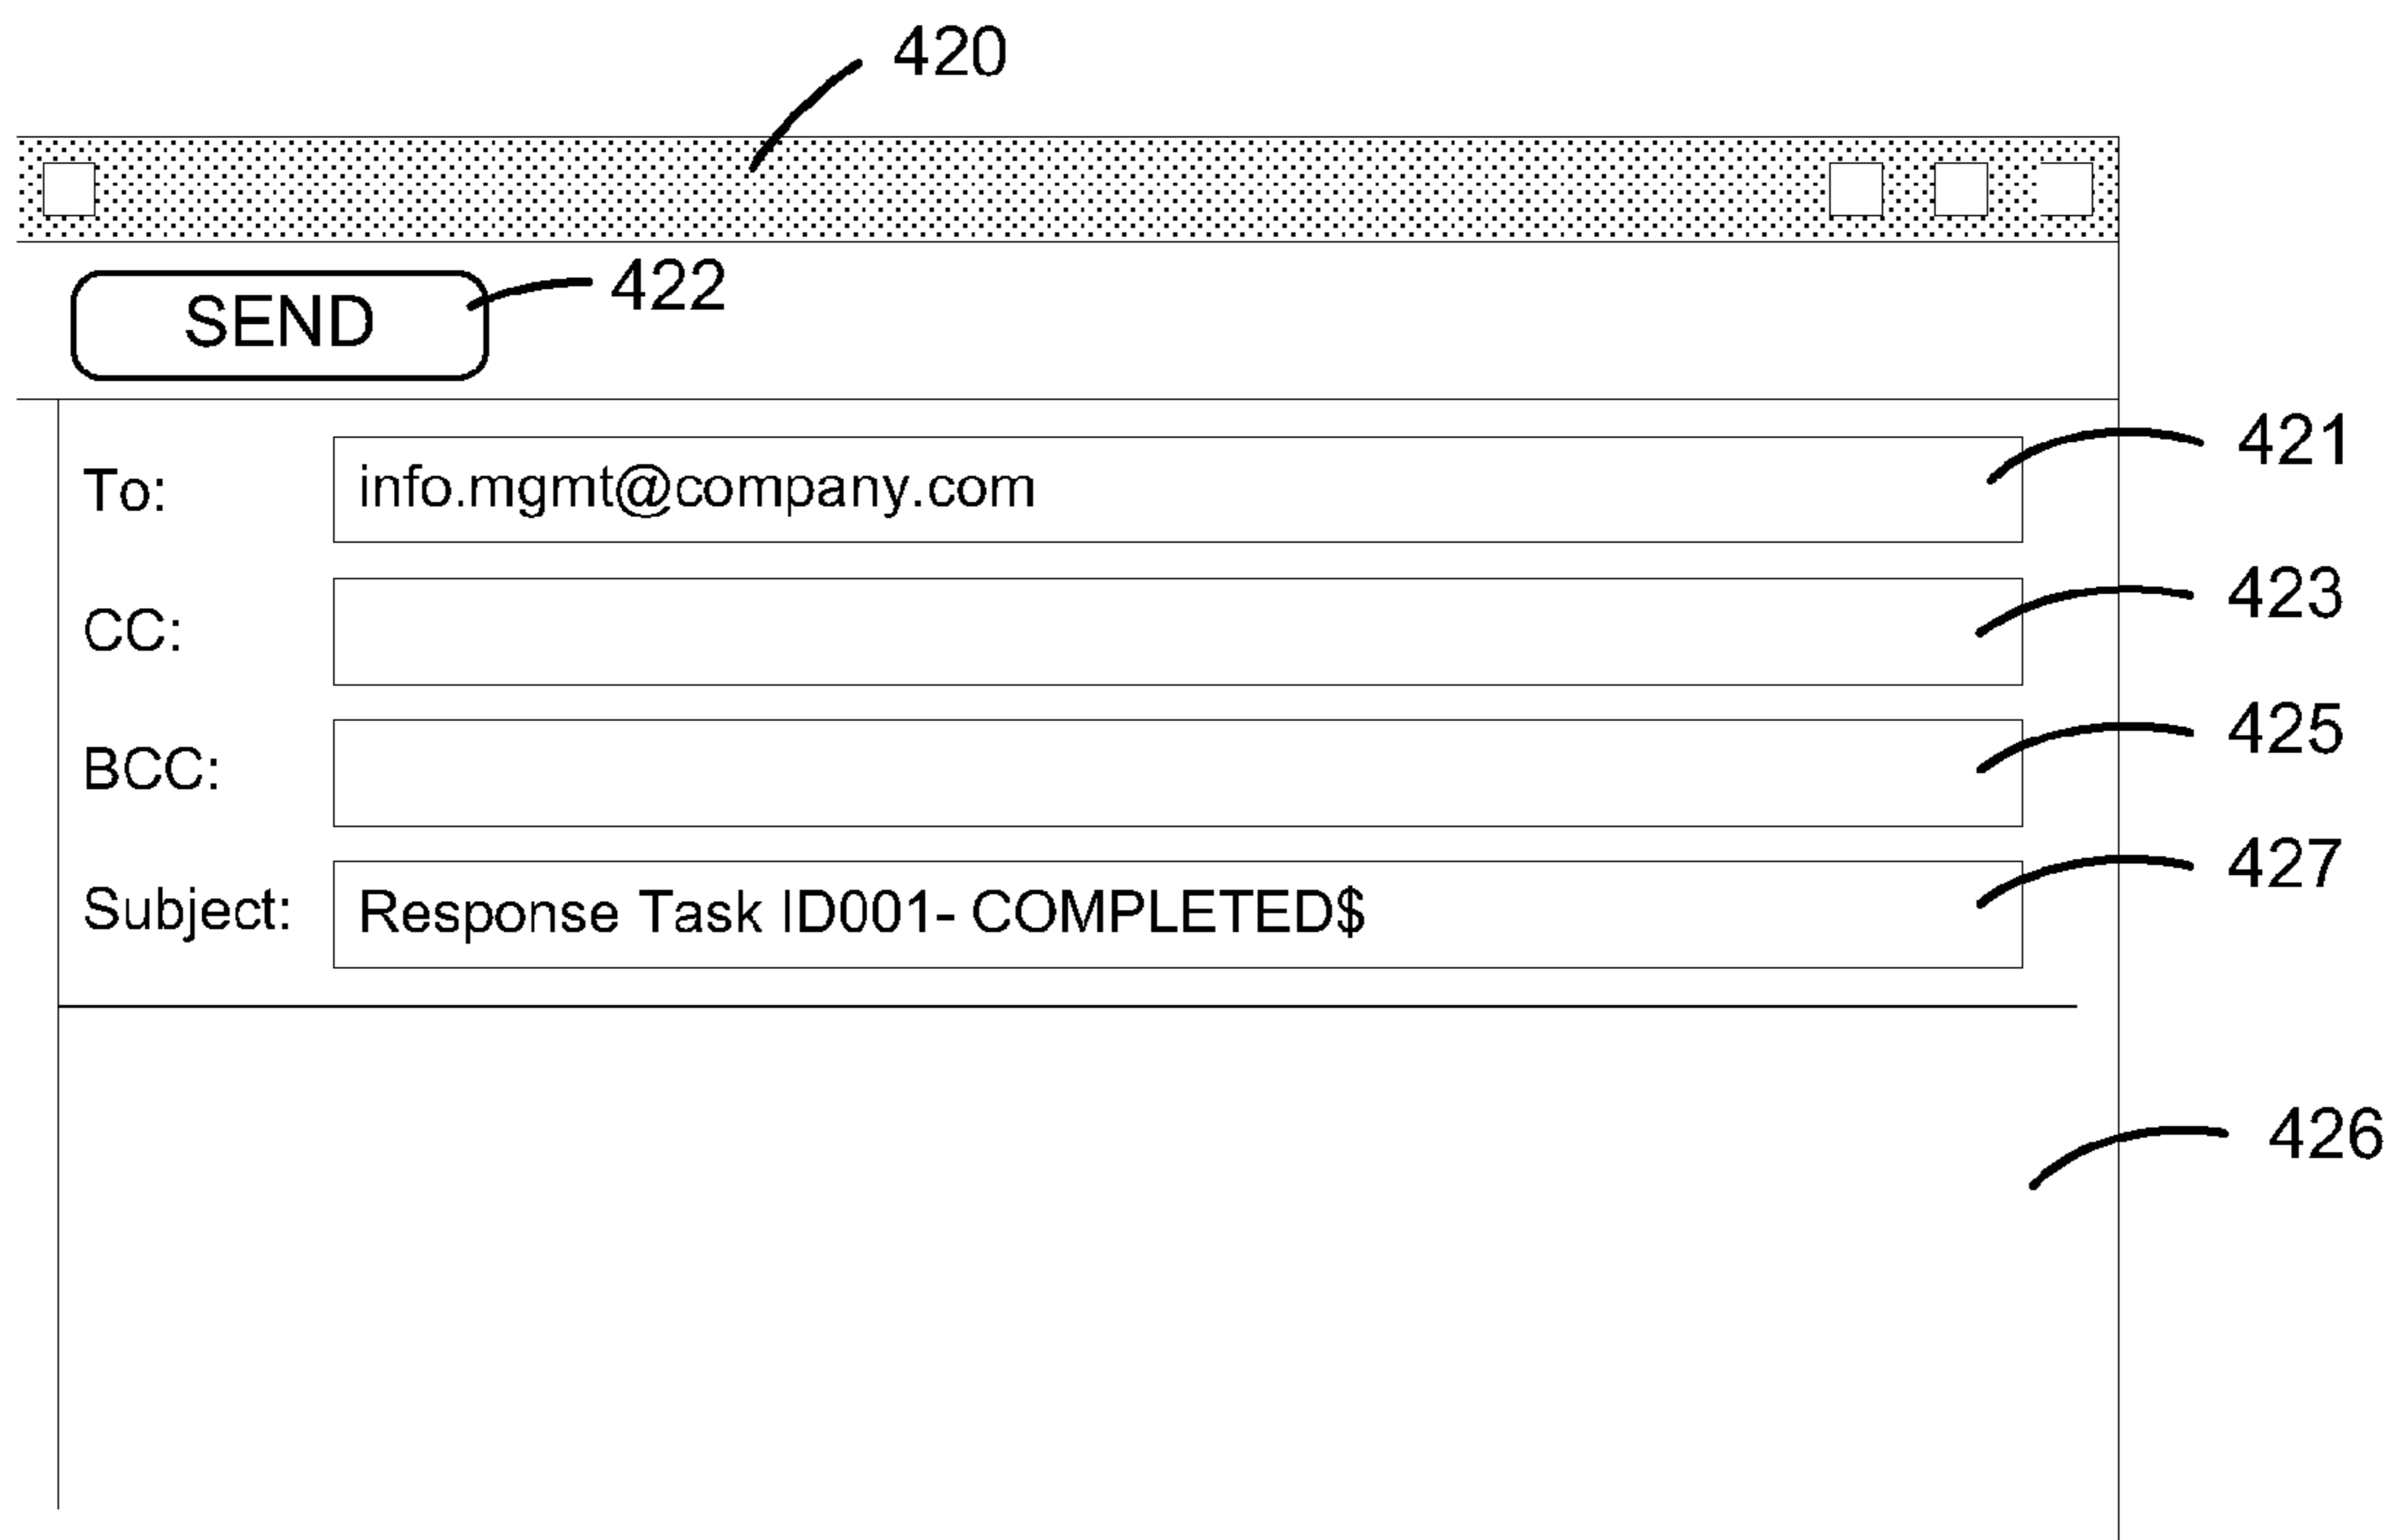 420
SEND 422
To: info.mgmt@company.com 421
CC: 423
BCC: 425
Subject: Response Task ID001- COMPLETED$ 427
426